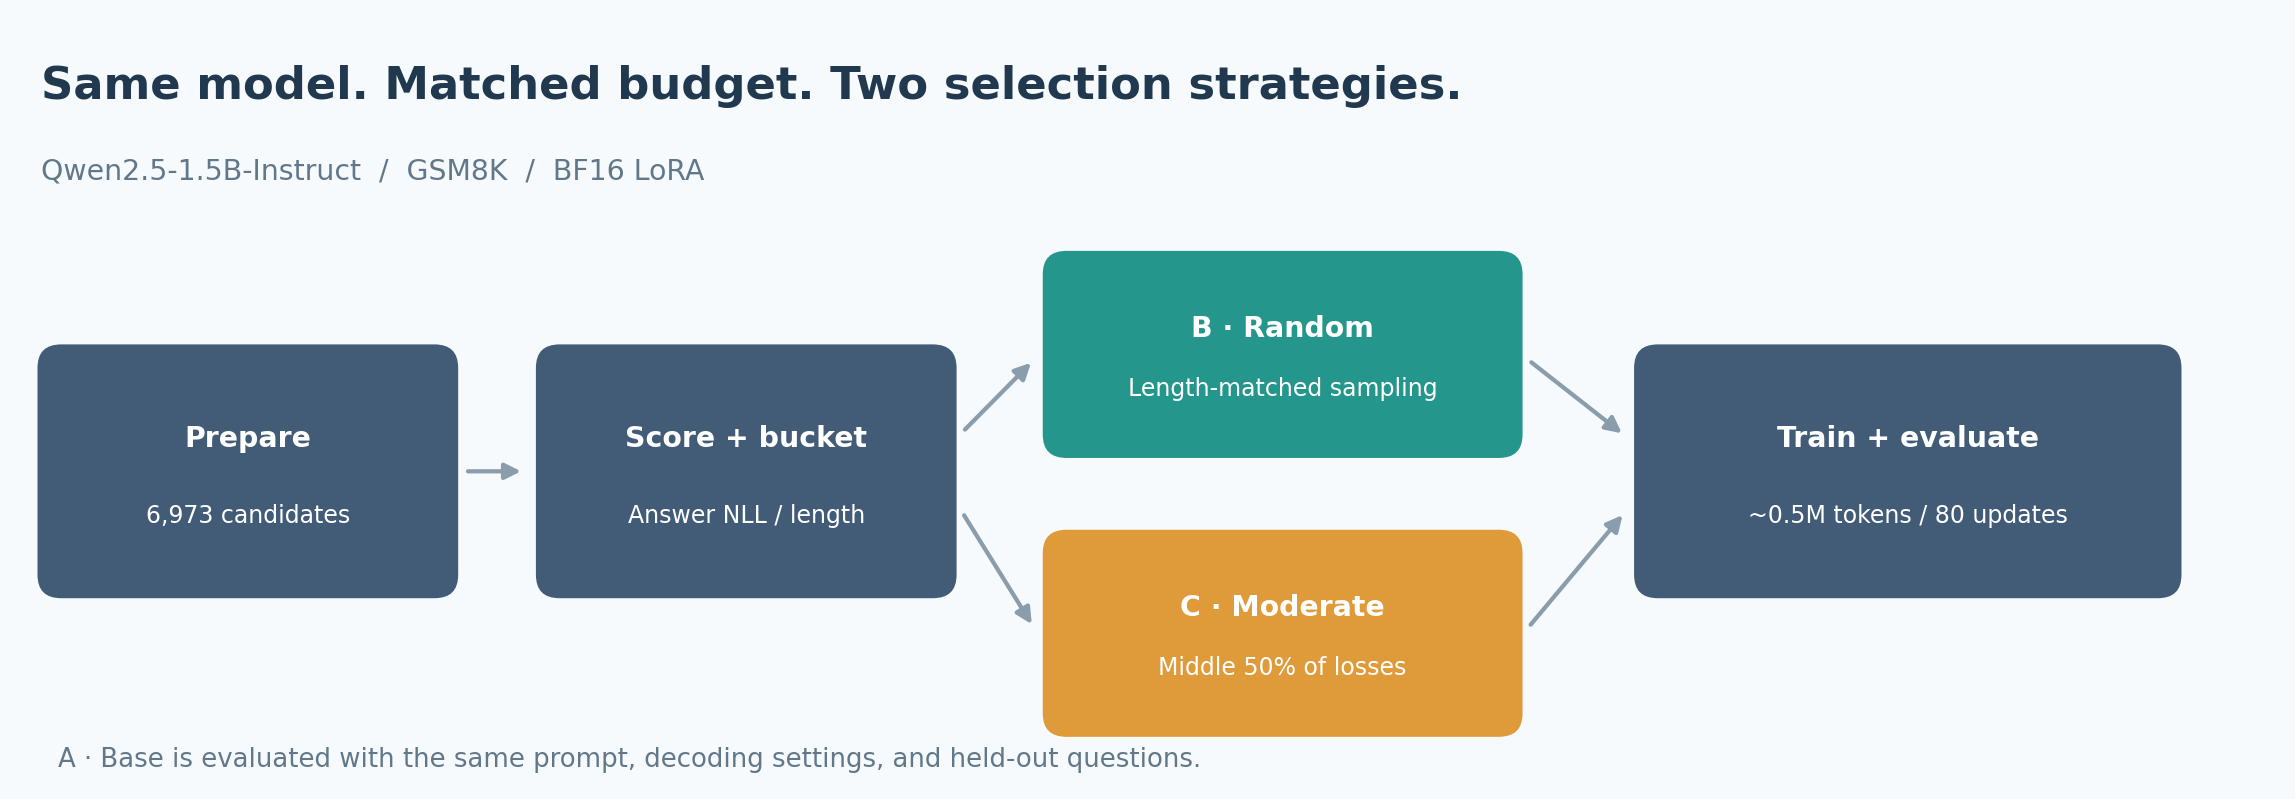 Same model. Matched budget. Two selection strategies.
Qwen2.5-1.5B-Instruct / GSM8K / BF16 LoRA
Prepare
6,973 candidates
Score + bucket
Answer NLL / length
B · Random
Length-matched sampling
C · Moderate
Middle 50% of losses
Train + evaluate
~0.5M tokens / 80 updates
A · Base is evaluated with the same prompt, decoding settings, and held-out questions.